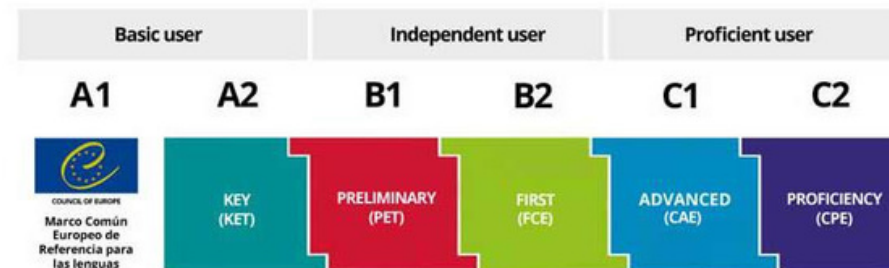 Basic user Independent user Proficient user
A1 A2 B1 B2 C1 C2
COUNCIL OF EUROPE
Marco Común
Europeo de
Referencia para
las lenguas
KEY
(KET)
PRELIMINARY
(PET)
FIRST
(FCE)
ADVANCED
(CAE)
PROFICIENCY
(CPE)